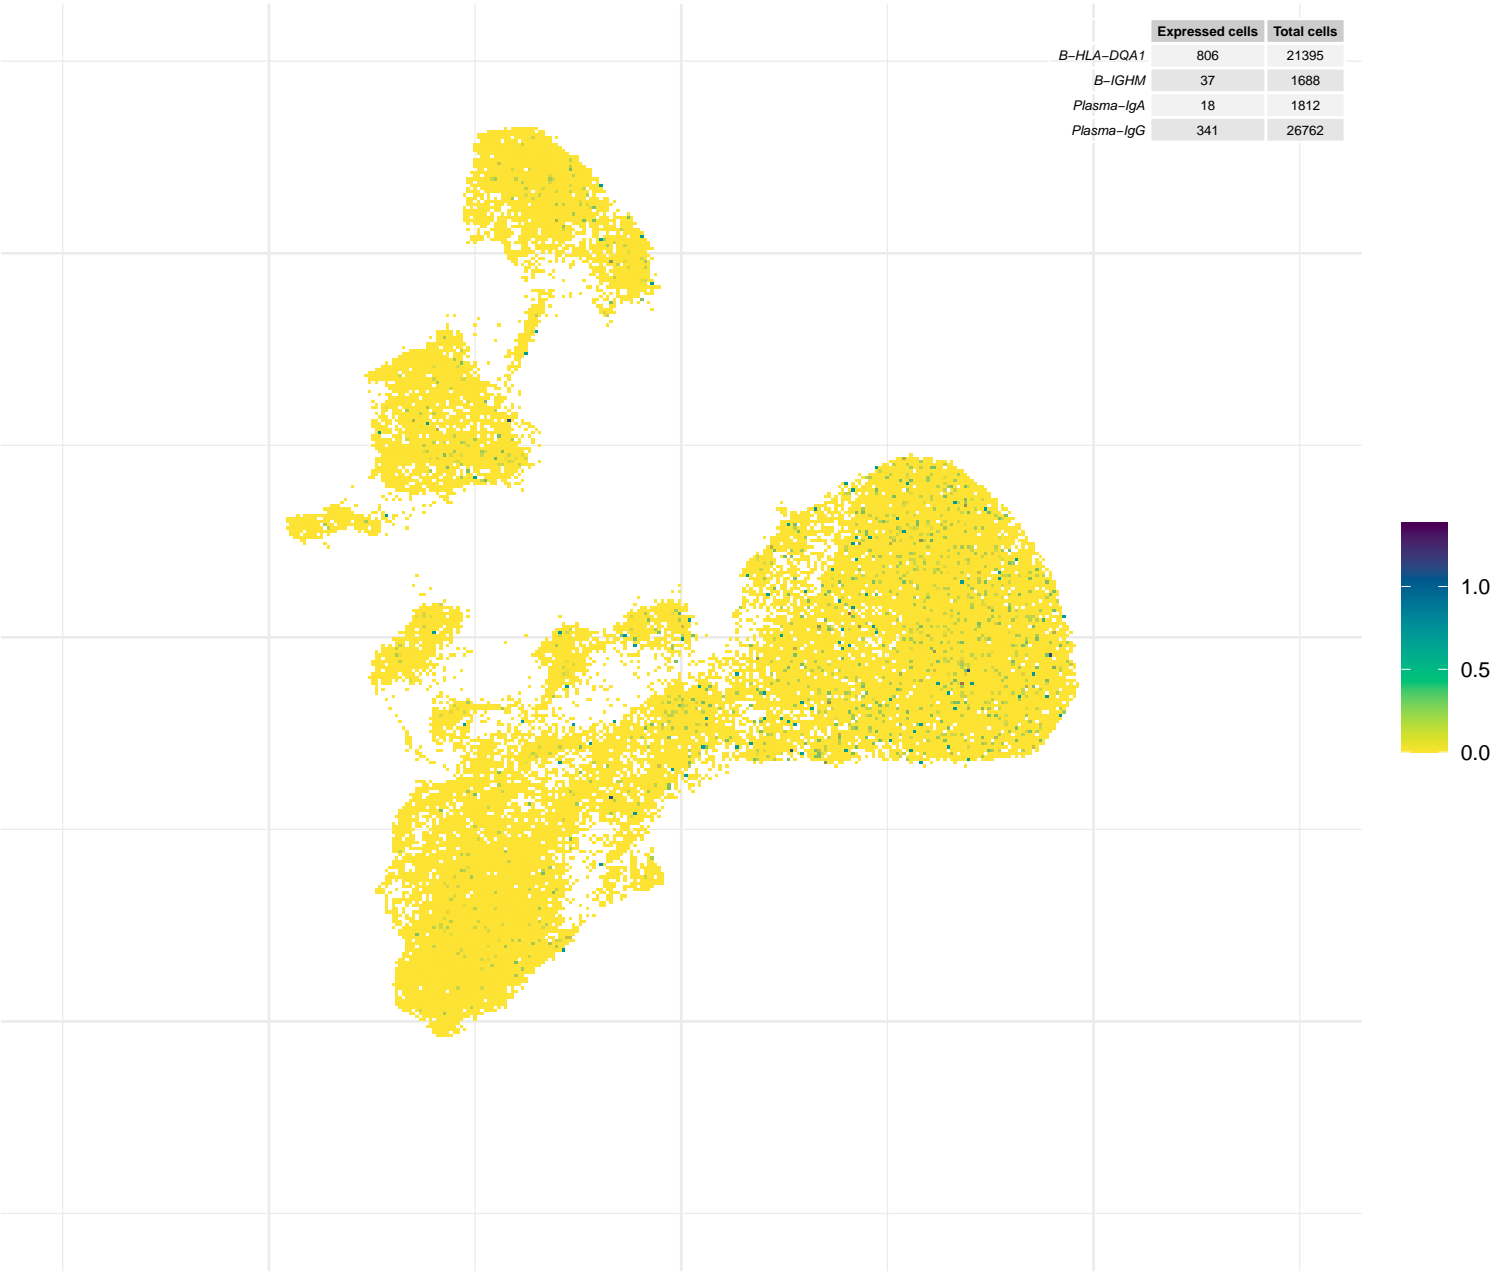 Expressed cells Total cells
B−HLA−DQA1 806 21395
B−IGHM 37 1688
Plasma−IgA 18 1812
Plasma−IgG 341 26762
1.0
0.5
0.0